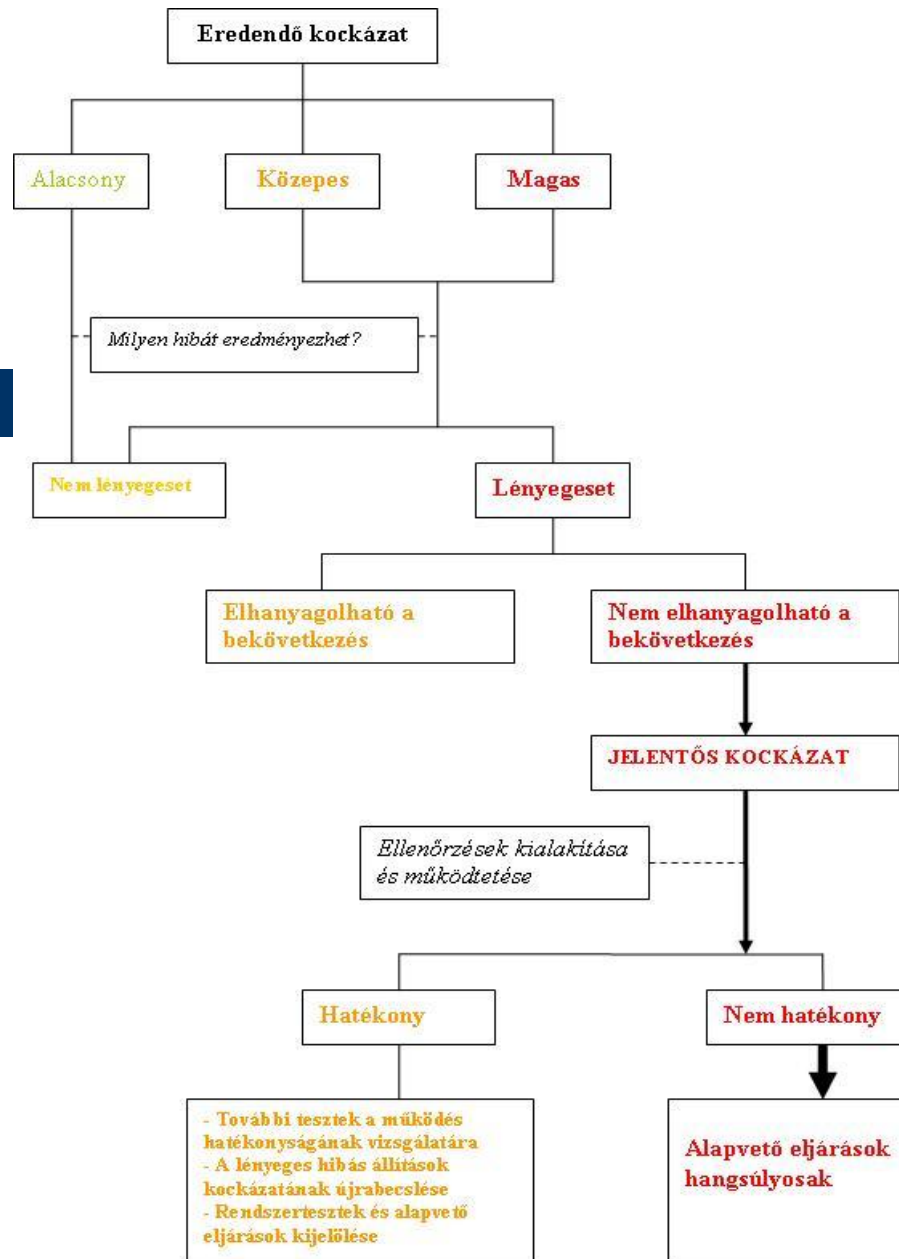 Eredendő kockázat
Alacsony
Közepes
Magas
Milyen hibát eredményezhet?
Nem lényegeset
Lényegeset
Elhanyagolható a
bekövetkezés
Nem elhanyagolható a
bekövetkezés
JELENTŐS KOCKÁZAT
Ellenőrzések kialakítása
és működtetése
Hatékony
Nem hatékony
- További tesztek a működés
hatékonyságának vizsgálatára
- A lényeges hibás állítások
kockázatának újrabecslése
- Rendszertesztek és alapvető
eljárások kijelölése
Alapvető eljárások
hangsúlyosak